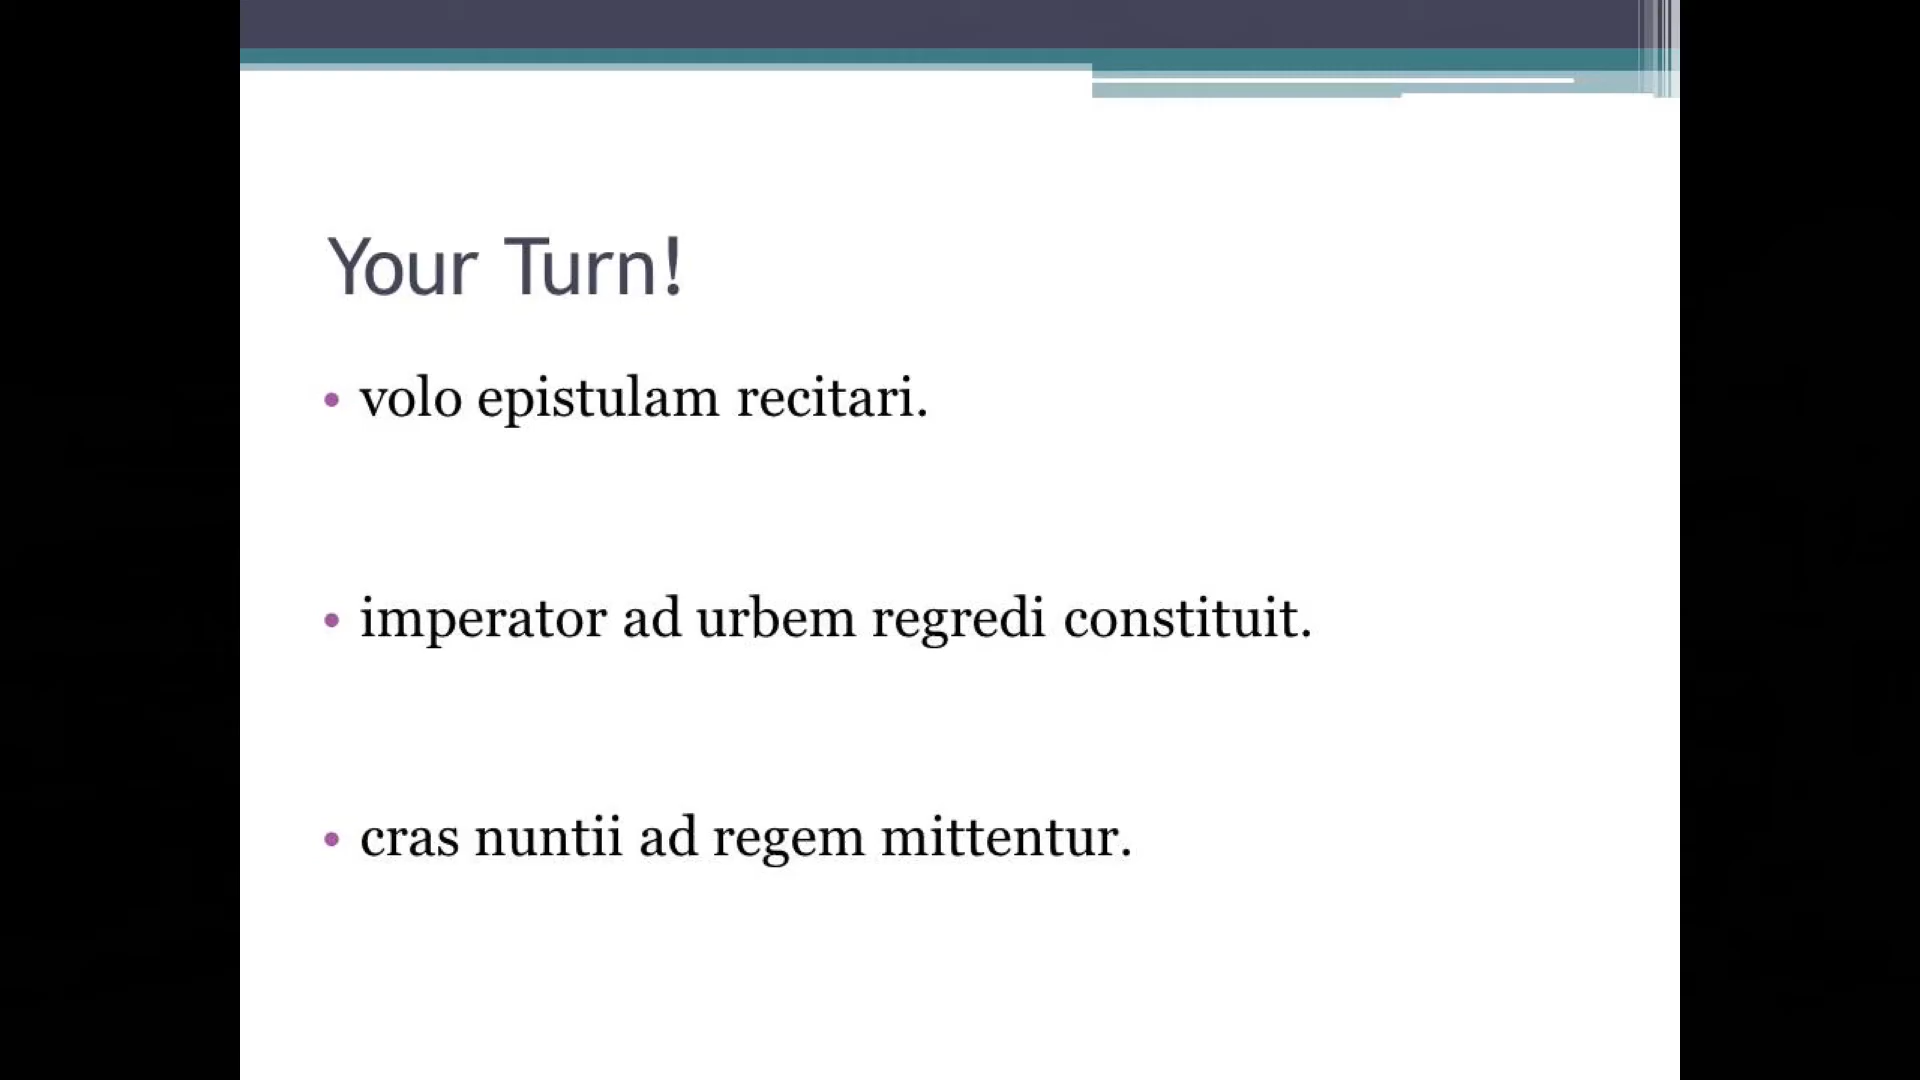 Your Turn!
• volo epistulam recitari.
• imperator ad urbem regredi constituit.
• cras nuntii ad regem mittentur.